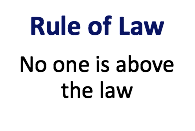 Rule of Law
No one is above
the law